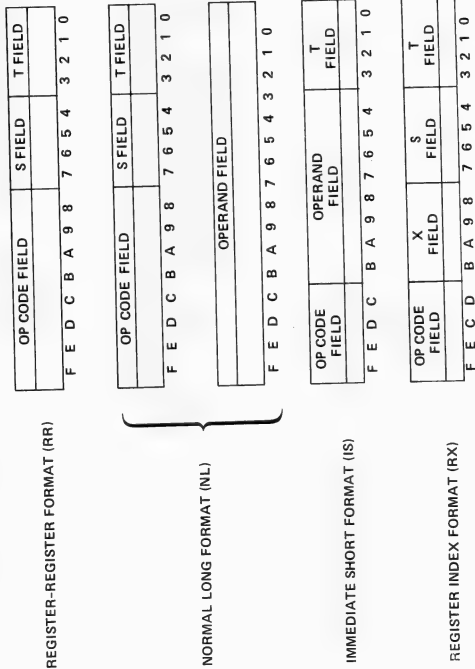 REGISTER-REGISTER FORMAT (RR)
OP CODE FIELD S FIELD T FIELD
F E D C B A 9 8 7 6 5 4 3 2 1 0
NORMAL LONG FORMAT (NL)
OP CODE FIELD S FIELD T FIELD
F E D C B A 9 8 7 6 5 4 3 2 1 0
OPERAND FIELD
F E D C B A 9 8 7 6 5 4 3 2 1 0
IMMEDIATE SHORT FORMAT (IS)
OP CODE FIELD OPERAND FIELD T FIELD
F E D C B A 9 8 7 6 5 4 3 2 1 0
REGISTER INDEX FORMAT (RX)
OP CODE FIELD X FIELD S FIELD T FIELD
F E C D B A 9 8 7 6 5 4 3 2 1 0